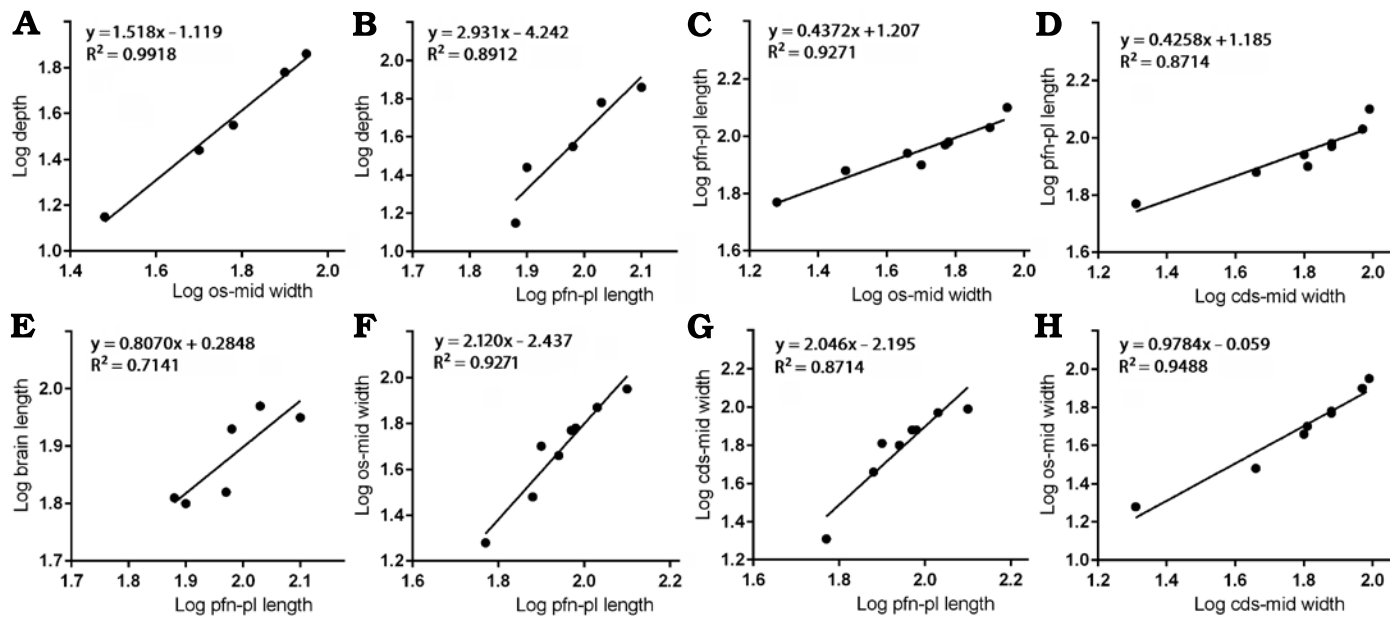 A
y = 1.518x − 1.119
R² = 0.9918
Log depth
1.8
1.6
1.4
1.2
1.0
1.4
1.6
1.8
2.0
Log os-mid width
B
y = 2.931x − 4.242
R² = 0.8912
Log depth
2.0
1.8
1.6
1.4
1.2
1.0
1.7
1.8
1.9
2.0
2.1
Log pfn-pl length
C
y = 0.4372x + 1.207
R² = 0.9271
Log pfn-pl length
2.2
2.0
1.8
1.6
1.2
1.4
1.6
1.8
2.0
Log os-mid width
D
y = 0.4258x + 1.185
R² = 0.8714
Log pfn-pl length
2.2
2.0
1.8
1.6
1.2
1.4
1.6
1.8
2.0
Log cds-mid width
E
y = 0.8070x + 0.2848
R² = 0.7141
Log brain length
2.0
1.9
1.8
1.7
1.7
1.8
1.9
2.0
2.1
Log pfn-pl length
F
y = 2.120x − 2.437
R² = 0.9271
Log os-mid width
2.0
1.8
1.6
1.4
1.2
1.6
1.8
2.0
2.2
Log pfn-pl length
G
y = 2.046x − 2.195
R² = 0.8714
Log cds-mid width
2.2
2.0
1.8
1.6
1.4
1.2
1.6
1.8
2.0
2.2
Log pfn-pl length
H
y = 0.9784x − 0.059
R² = 0.9488
Log os-mid width
2.0
1.8
1.6
1.4
1.2
1.0
1.2
1.4
1.6
1.8
2.0
Log cds-mid width